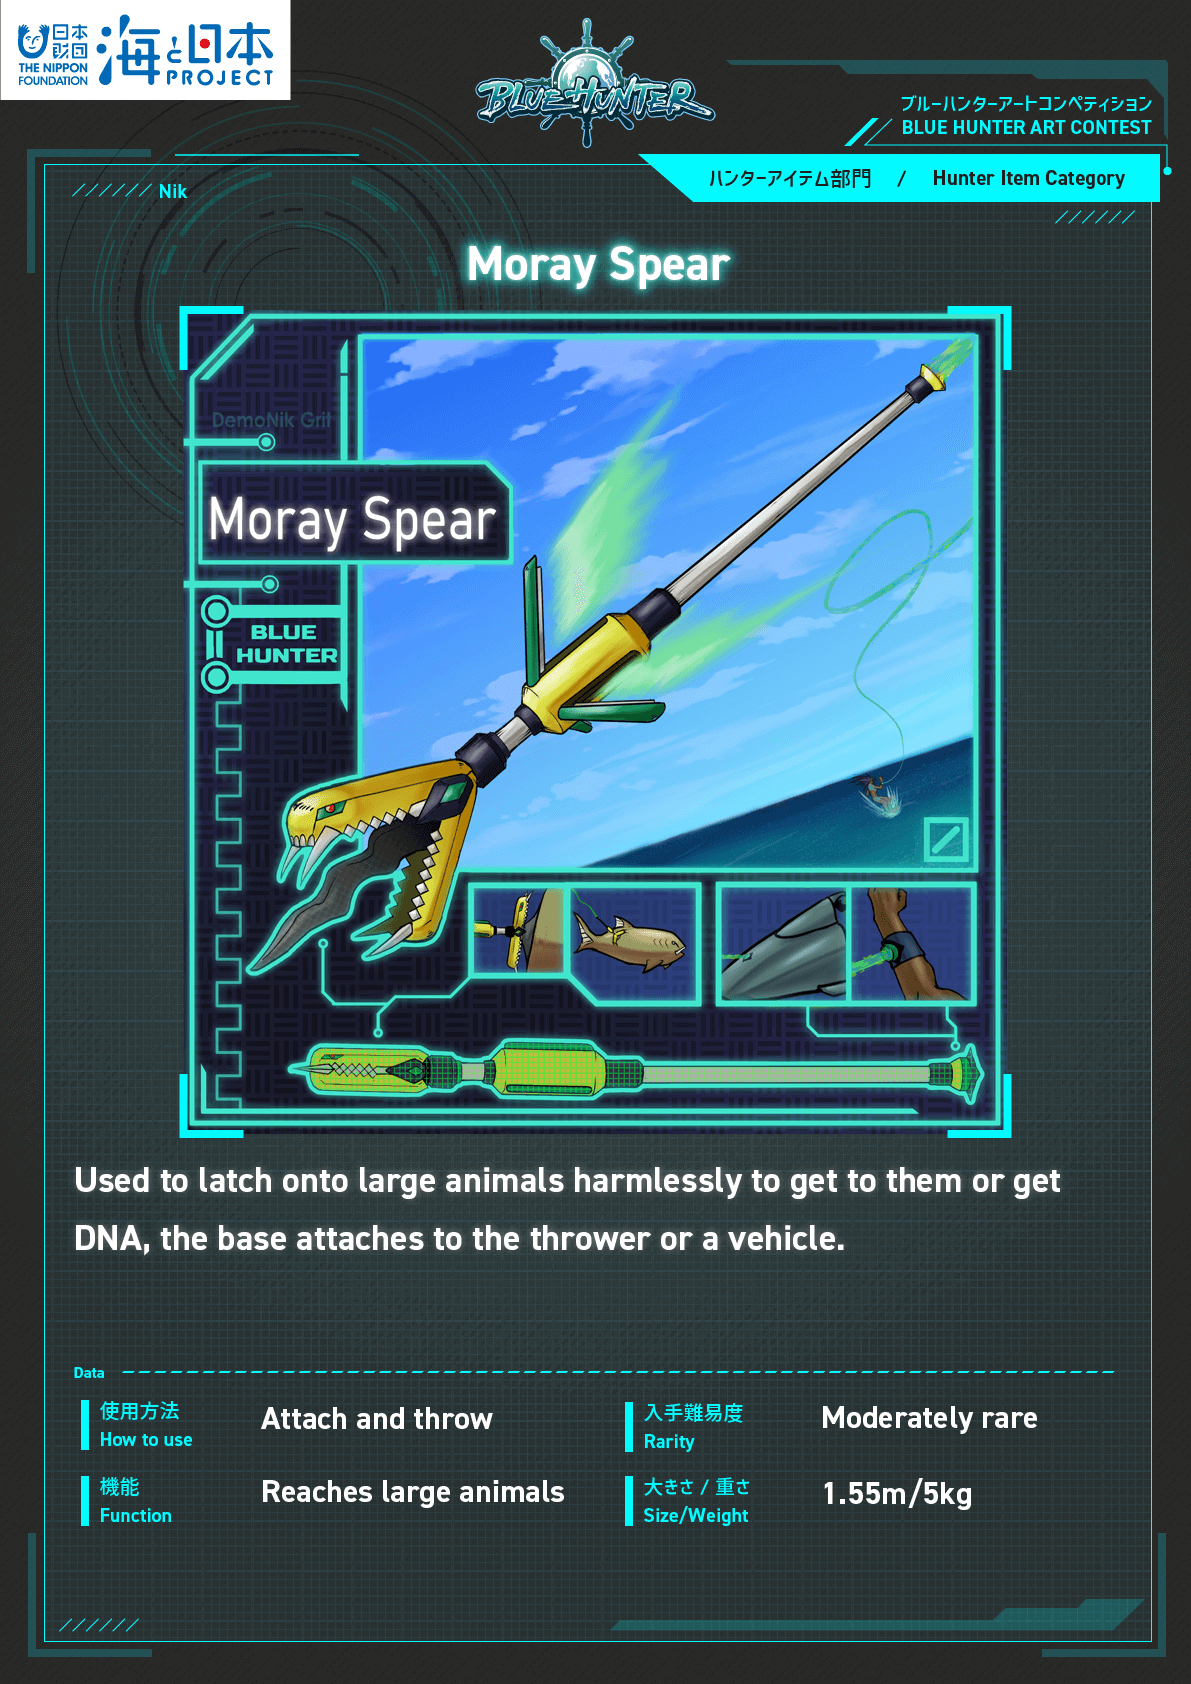 日本
財団
THE NIPPON
FOUNDATION
海と日本
PROJECT
BLUE HUNTER
ブルーハンターアートコンペティション
BLUE HUNTER ART CONTEST
ハンターアイテム部門 / Hunter Item Category
Nik
Moray Spear
DemoNik Grit
Moray Spear
BLUE
HUNTER
Used to latch onto large animals harmlessly to get to them or get
DNA, the base attaches to the thrower or a vehicle.
Data
使用方法
How to use
Attach and throw
入手難易度
Rarity
Moderately rare
機能
Function
Reaches large animals
大きさ / 重さ
Size/Weight
1.55m/5kg